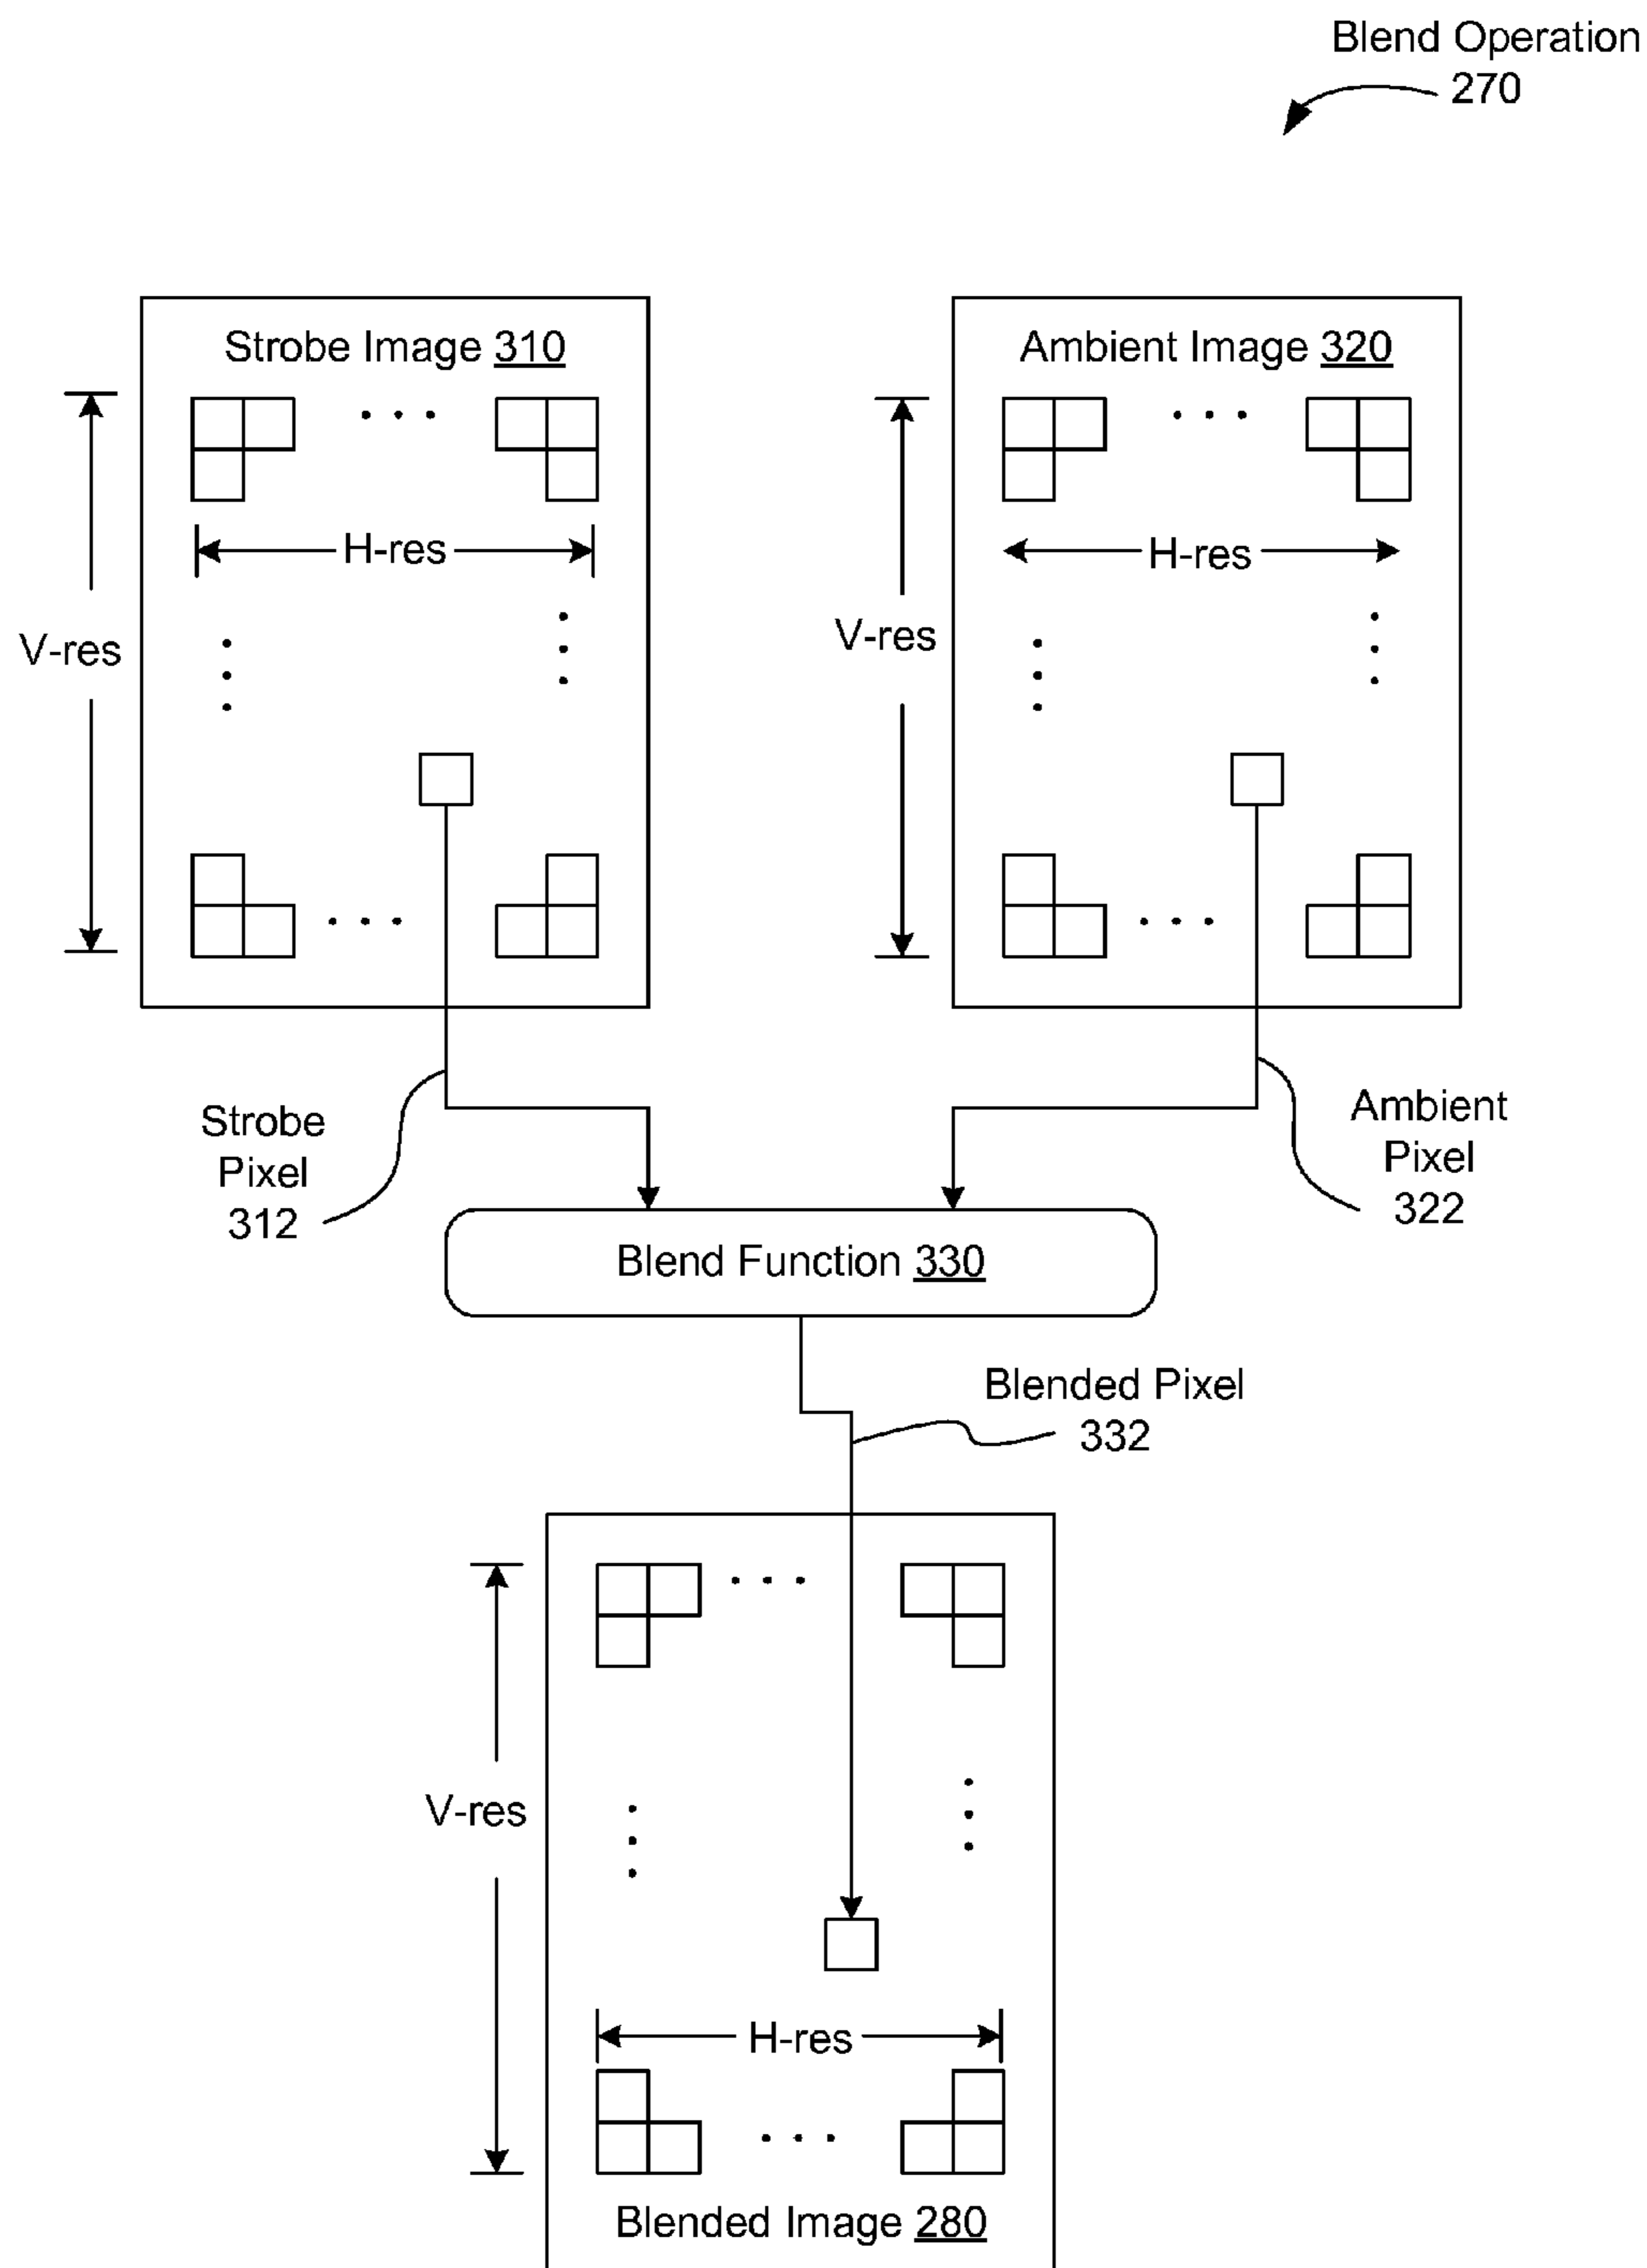 Blend Operation
270
Strobe Image 310
Ambient Image 320
H-res
H-res
V-res
V-res
Strobe
Pixel
312
Ambient
Pixel
322
Blend Function 330
Blended Pixel
332
V-res
H-res
Blended Image 280